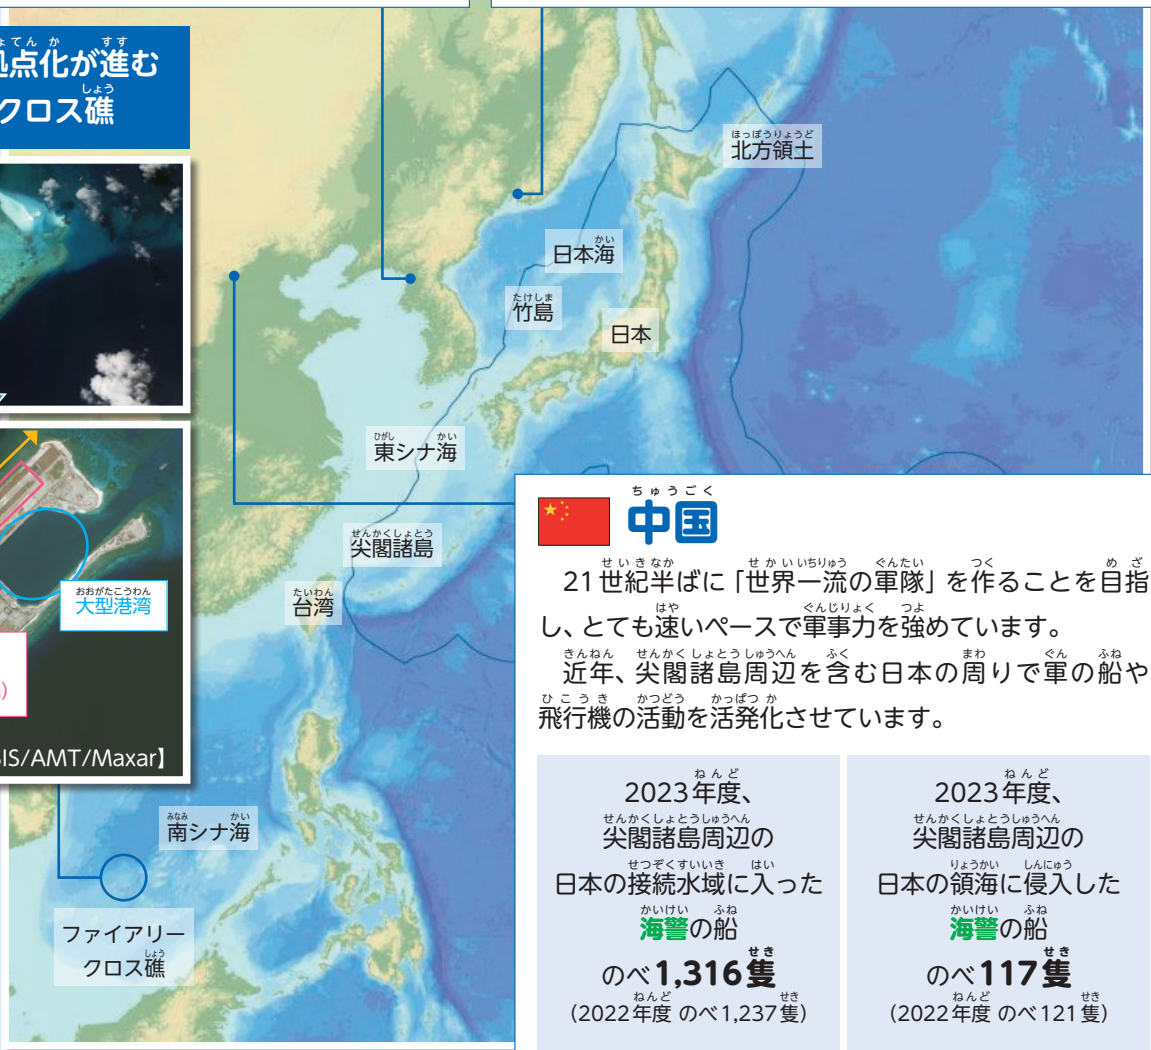 点化が進む
クロス礁
大型港湾
IS/AMT/Maxar】
北方領土
日本海
竹島
日本
東シナ海
尖閣諸島
台湾
南シナ海
ファイアリー
クロス礁
中国
21世紀半ばに「世界一流の軍隊」を作ることを目指
し、とても速いペースで軍事力を強めています。
近年、尖閣諸島周辺を含む日本の周りで軍の船や
飛行機の活動を活発化させています。
2023年度、
尖閣諸島周辺の
日本の接続水域に入った
海警の船
のべ1,316隻
(2022年度 のべ1,237隻)
2023年度、
尖閣諸島周辺の
日本の領海に侵入した
海警の船
のべ117隻
(2022年度 のべ121隻)